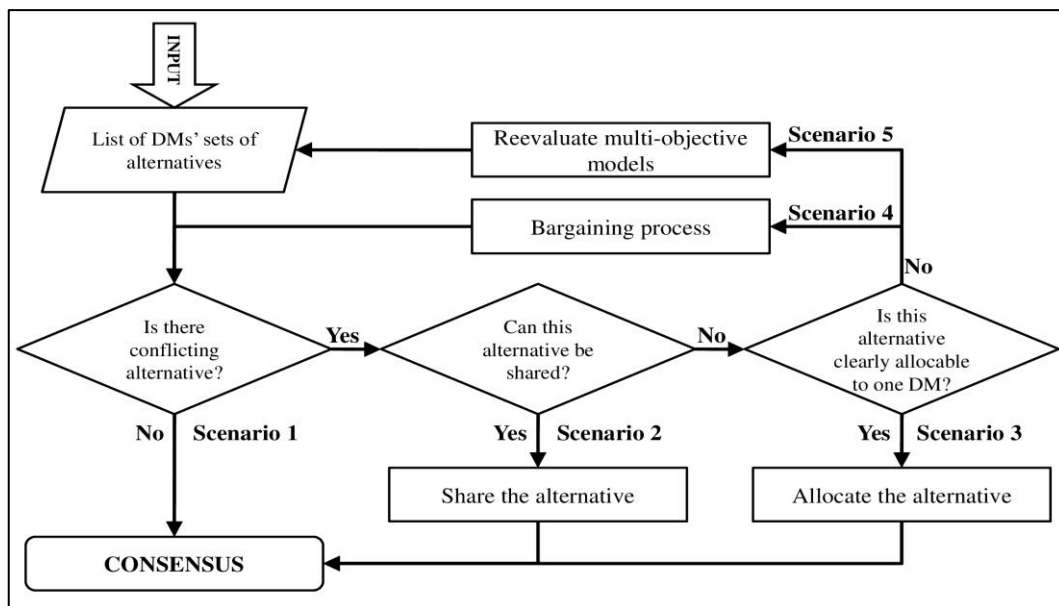 INPUT
List of DMs' sets of
alternatives
Reevaluate multi-objective
models
Scenario 5
Bargaining process
Scenario 4
No
Is there
conflicting
alternative?
Yes
Can this
alternative be
shared?
No
Is this
alternative
clearly allocable
to one DM?
No
Scenario 1
Yes
Scenario 2
Yes
Scenario 3
Share the alternative
Allocate the alternative
CONSENSUS